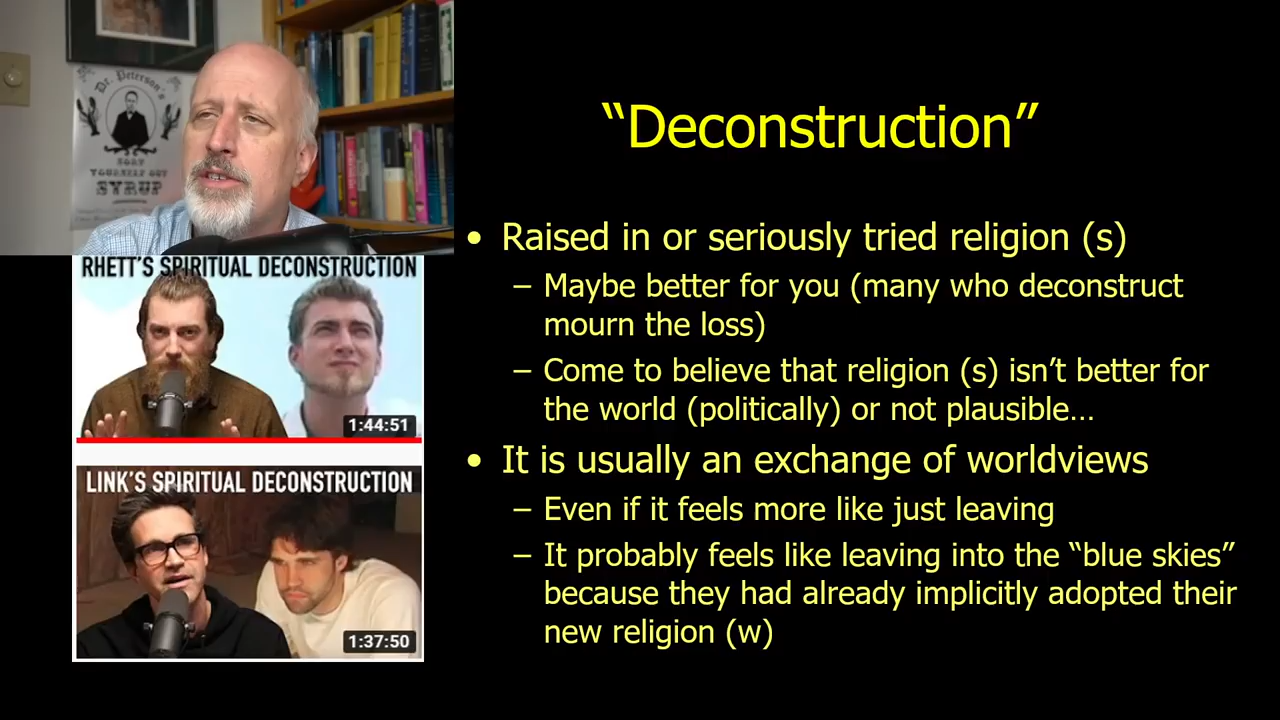 Dr. Peterson's
SORT
YOURSELF OUT
SYRUP
"Deconstruction"
• Raised in or seriously tried religion (s)
– Maybe better for you (many who deconstruct
mourn the loss)
– Come to believe that religion (s) isn't better for
the world (politically) or not plausible…
• It is usually an exchange of worldviews
– Even if it feels more like just leaving
– It probably feels like leaving into the "blue skies"
because they had already implicitly adopted their
new religion (w)
RHETT'S SPIRITUAL DECONSTRUCTION
1:44:51
LINK'S SPIRITUAL DECONSTRUCTION
1:37:50